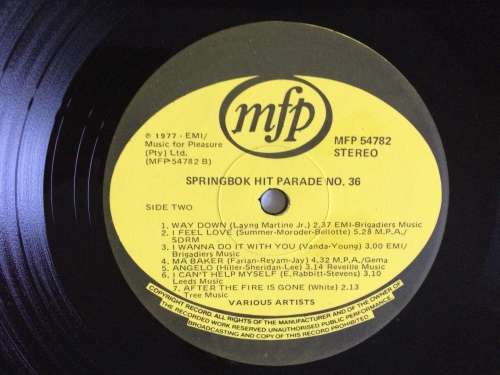 mfp
℗ 1977 - EMI/
Music for Pleasure
(Pty) Ltd.
(MFP 54782 B)
MFP 54782
STEREO
SPRINGBOK HIT PARADE NO. 36
SIDE TWO
1. WAY DOWN (Layng Martine Jr.) 2.37 EMI-Brigadiers Music
2. I FEEL LOVE (Summer-Moroder-Bellotte) 5.28 M.P.A./
SDRM
3. I WANNA DO IT WITH YOU (Vanda-Young) 3.00 EMI/
Brigadiers Music
4. MA BAKER (Farian-Reyam-Jay) 4.32 M.P.A./Gema
5. ANGELO (Hiller-Sheridan-Lee) 3.14 Reveille Music
6. I CAN'T HELP MYSELF (E,Rabbitt-Stevens) 3.10
Leeds Music
7. AFTER THE FIRE IS GONE (White) 2.13
Tree Music
VARIOUS ARTISTS
COPYRIGHT RECORD. ALL RIGHTS OF THE MANUFACTURER AND OF THE OWNER OF
THE RECORDED WORK RESERVED UNAUTHORISED PUBLIC PERFORMANCE.
BROADCASTING AND COPY OF THIS RECORD PROHIBITED.